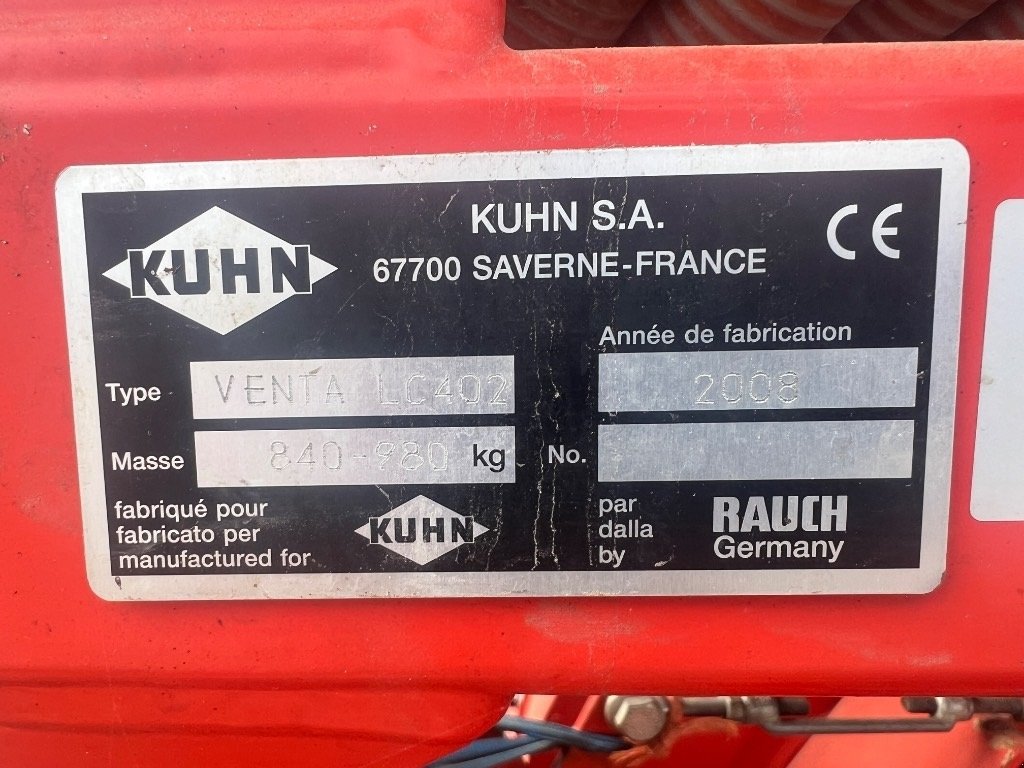 KUHN
KUHN S.A.
67700 SAVERNE-FRANCE
CE
Année de fabrication
Type VENTA LC402 2008
Masse 840-980 kg No.
fabriqué pour
fabricato per
manufactured for
KUHN
par
dalla
by
RAUCH
Germany